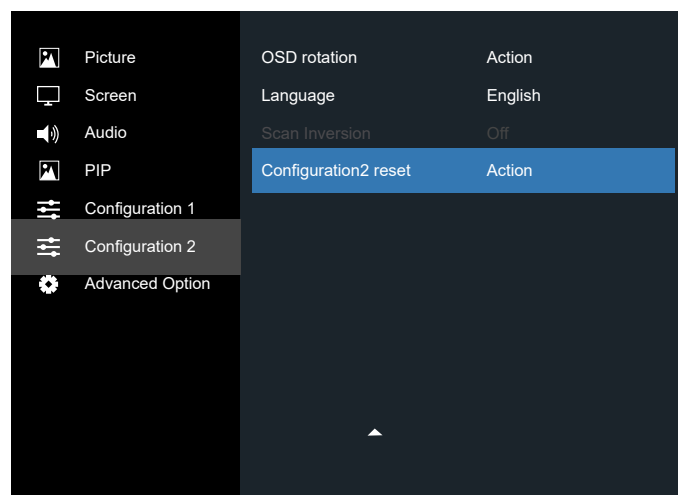 Picture
Screen
Audio
PIP
Configuration 1
Configuration 2
Advanced Option
OSD rotation Action
Language English
Scan Inversion Off
Configuration2 reset Action